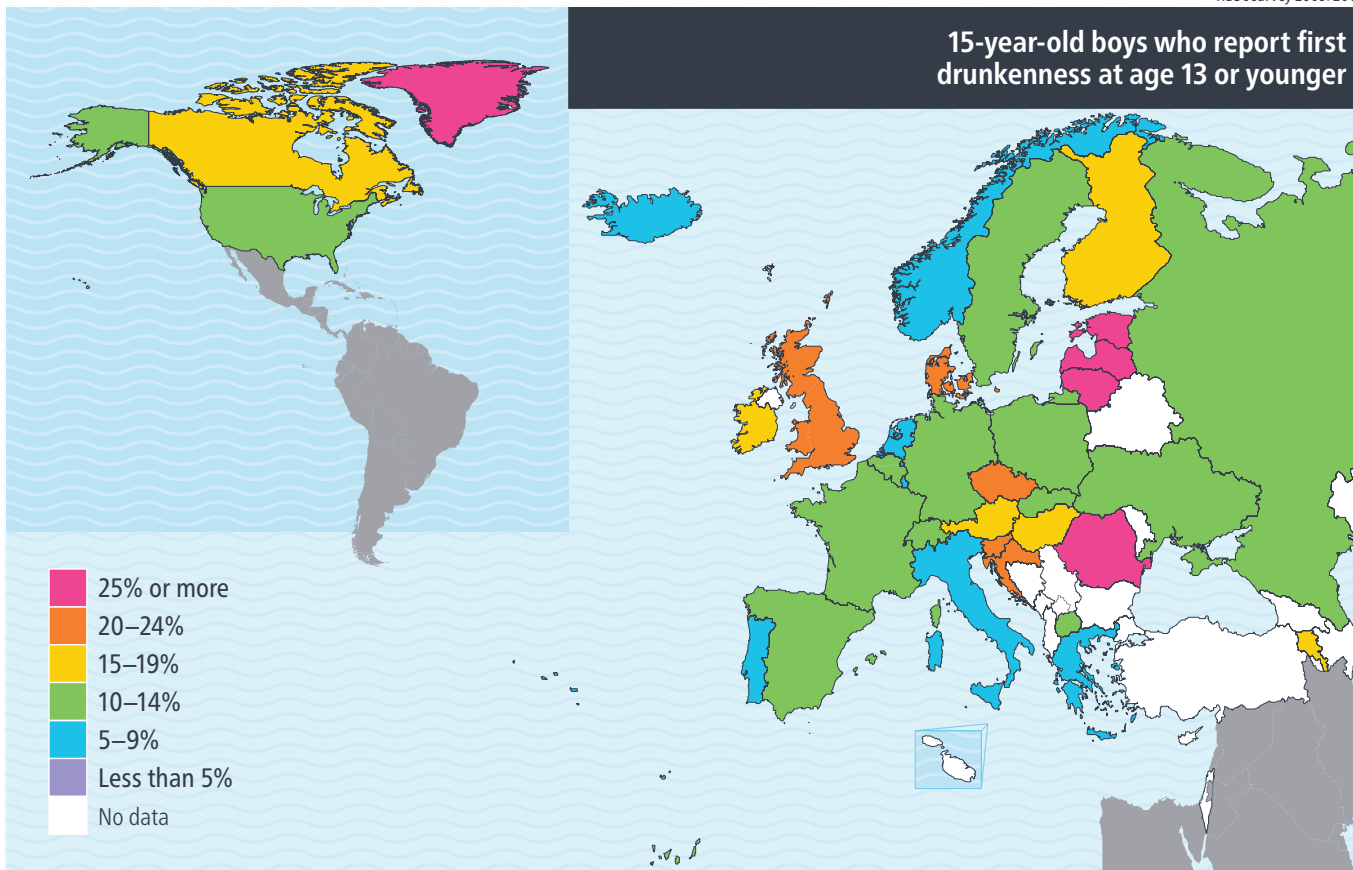 15-year-old boys who report first
drunkenness at age 13 or younger
25% or more
20–24%
15–19%
10–14%
5–9%
Less than 5%
No data